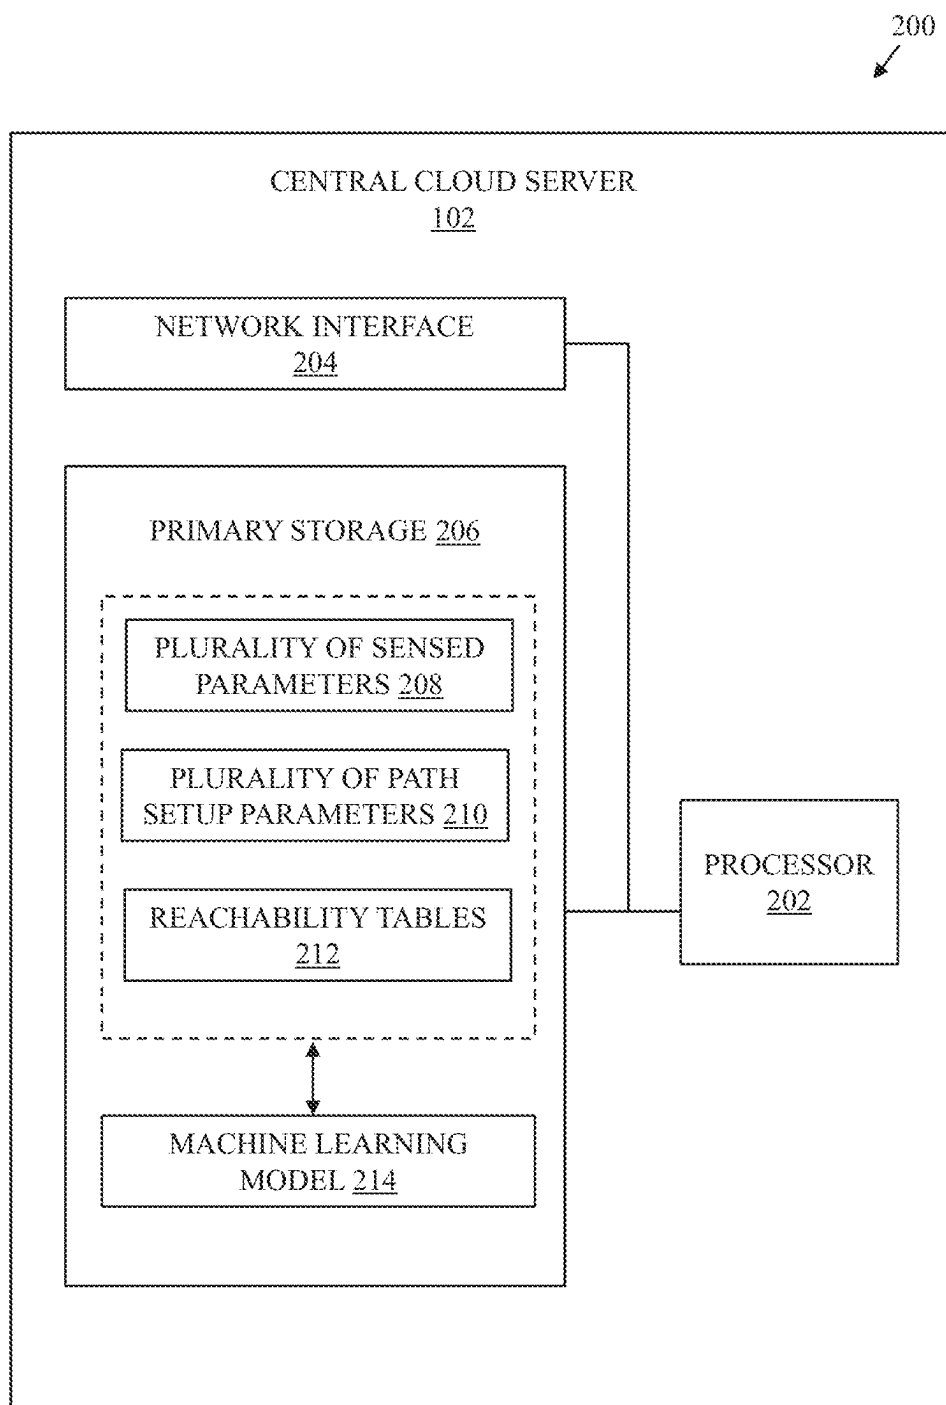 200
CENTRAL CLOUD SERVER
102
NETWORK INTERFACE
204
PRIMARY STORAGE 206
PLURALITY OF SENSED
PARAMETERS 208
PLURALITY OF PATH
SETUP PARAMETERS 210
REACHABILITY TABLES
212
PROCESSOR
202
MACHINE LEARNING
MODEL 214